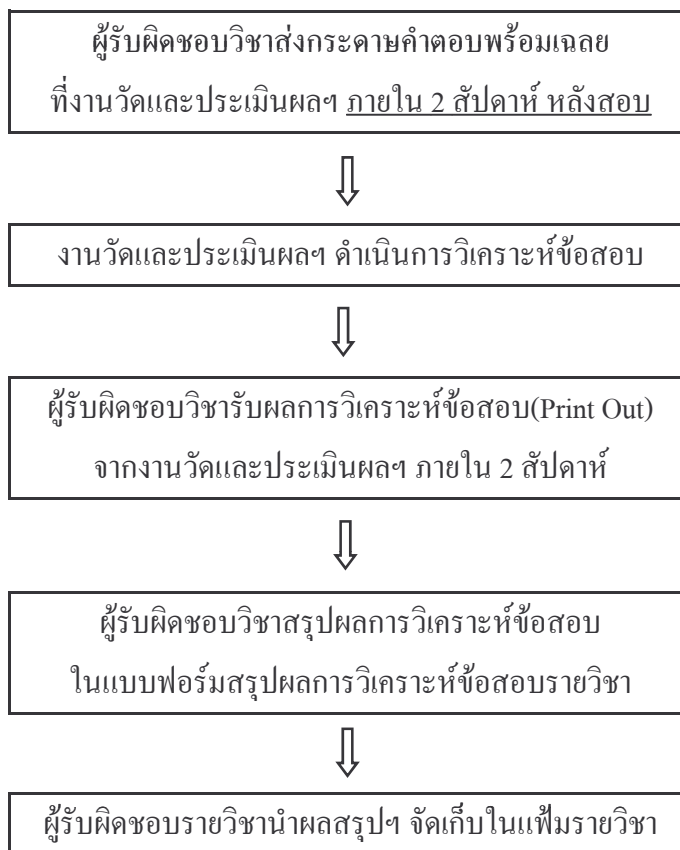 ผู้รับผิดชอบวิชาส่งกระดาษคำตอบพร้อมเฉลย
ที่งานวัดและประเมินผลฯ ภายใน 2 สัปดาห์ หลังสอบ
งานวัดและประเมินผลฯ ดำเนินการวิเคราะห์ข้อสอบ
ผู้รับผิดชอบวิชารับผลการวิเคราะห์ข้อสอบ(Print Out)
จากงานวัดและประเมินผลฯ ภายใน 2 สัปดาห์
ผู้รับผิดชอบวิชาสรุปผลการวิเคราะห์ข้อสอบ
ในแบบฟอร์มสรุปผลการวิเคราะห์ข้อสอบรายวิชา
ผู้รับผิดชอบรายวิชานำผลสรุปฯ จัดเก็บในแฟ้มรายวิชา